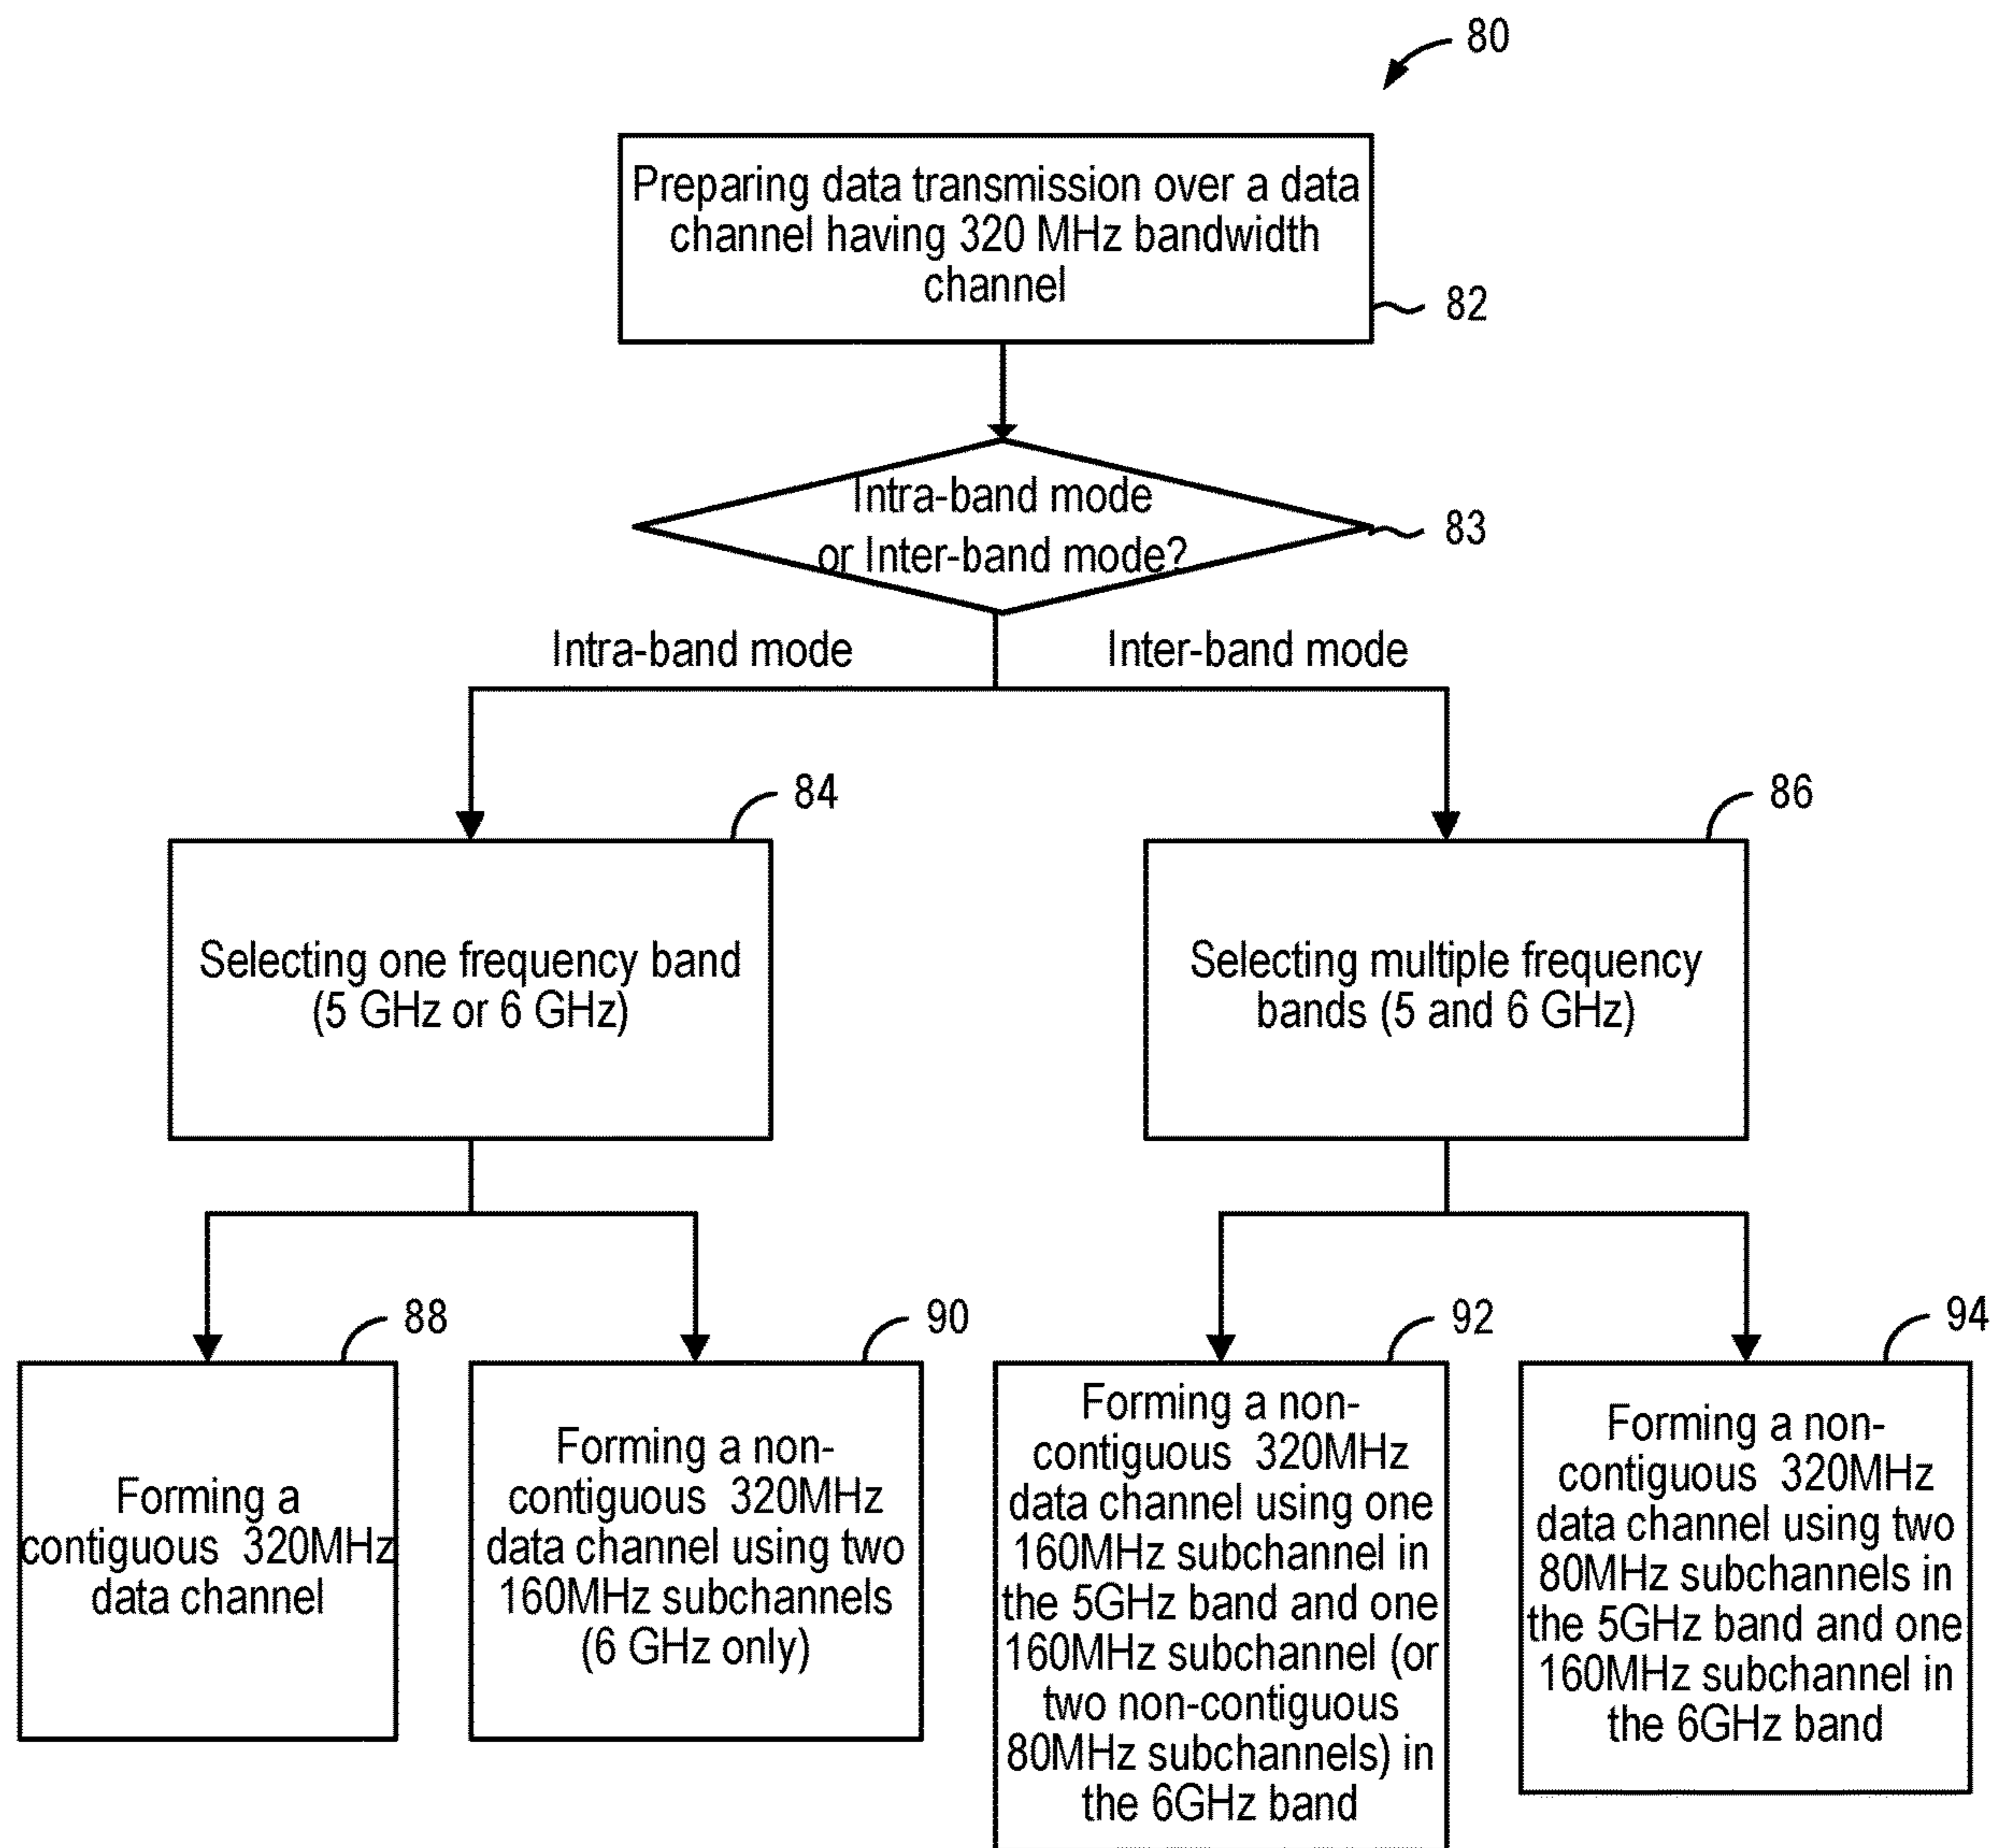 80
Preparing data transmission over a data
channel having 320 MHz bandwidth
channel
82
Intra-band mode
or Inter-band mode?
83
Intra-band mode
Inter-band mode
84
Selecting one frequency band
(5 GHz or 6 GHz)
86
Selecting multiple frequency
bands (5 and 6 GHz)
88
Forming a
contiguous 320MHz
data channel
90
Forming a non-
contiguous 320MHz
data channel using two
160MHz subchannels
(6 GHz only)
92
Forming a non-
contiguous 320MHz
data channel using one
160MHz subchannel in
the 5GHz band and one
160MHz subchannel (or
two non-contiguous
80MHz subchannels) in
the 6GHz band
94
Forming a non-
contiguous 320MHz
data channel using two
80MHz subchannels in
the 5GHz band and one
160MHz subchannel in
the 6GHz band